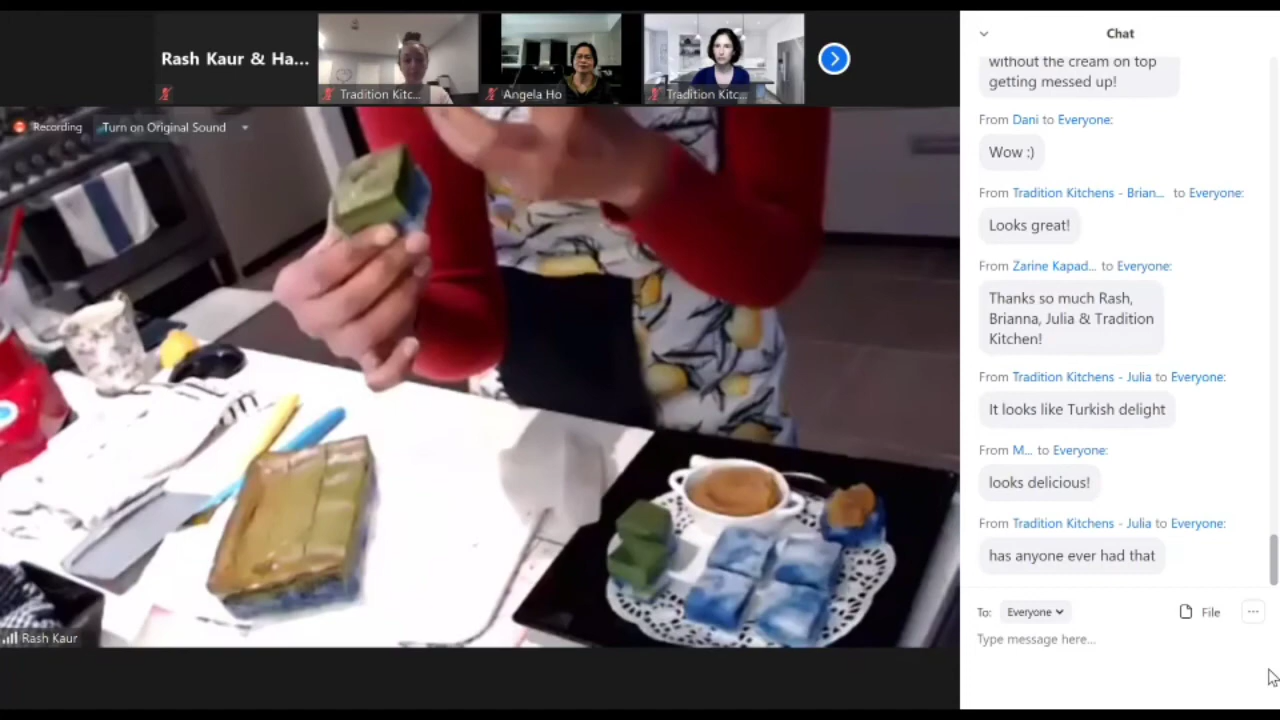 Rash Kaur & Ha...
Tradition Kitc...
Angela Ho
Tradition Kitc...
Recording
Turn on Original Sound
Rash Kaur
Chat
without the cream on top
getting messed up!
From Dani to Everyone:
Wow :)
From Tradition Kitchens - Brian... to Everyone:
Looks great!
From Zarine Kapad... to Everyone:
Thanks so much Rash,
Brianna, Julia & Tradition
Kitchen!
From Tradition Kitchens - Julia to Everyone:
It looks like Turkish delight
From M... to Everyone:
looks delicious!
From Tradition Kitchens - Julia to Everyone:
has anyone ever had that
To: Everyone
File
Type message here...